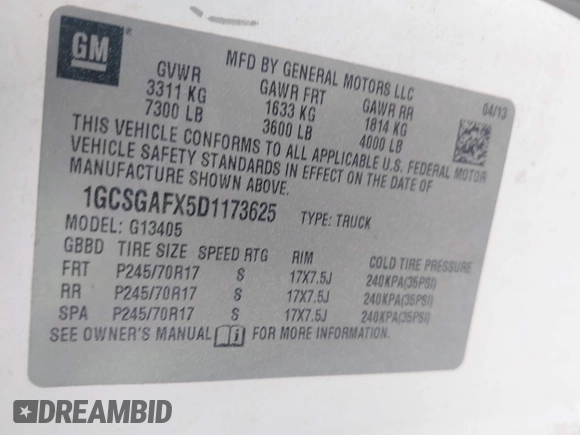 GM
MFD BY GENERAL MOTORS LLC
GVWR GAWR FRT GAWR RR 04/13
3311 KG 1633 KG 1814 KG
7300 LB 3600 LB 4000 LB
THIS VEHICLE CONFORMS TO ALL APPLICABLE U.S. FEDERAL MOTOR
VEHICLE SAFETY STANDARDS IN EFFECT ON THE DATE OF
MANUFACTURE SHOWN ABOVE.
1GCSGAFX5D1173625 TYPE: TRUCK
MODEL: G13405
GBBD TIRE SIZE SPEED RTG RIM COLD TIRE PRESSURE
FRT P245/70R17 S 17X7.5J 240KPA(35PSI)
RR P245/70R17 S 17X7.5J 240KPA(35PSI)
SPA P245/70R17 S 17X7.5J 240KPA(35PSI)
SEE OWNER'S MANUAL FOR MORE INFORMATION.
DREAMBID